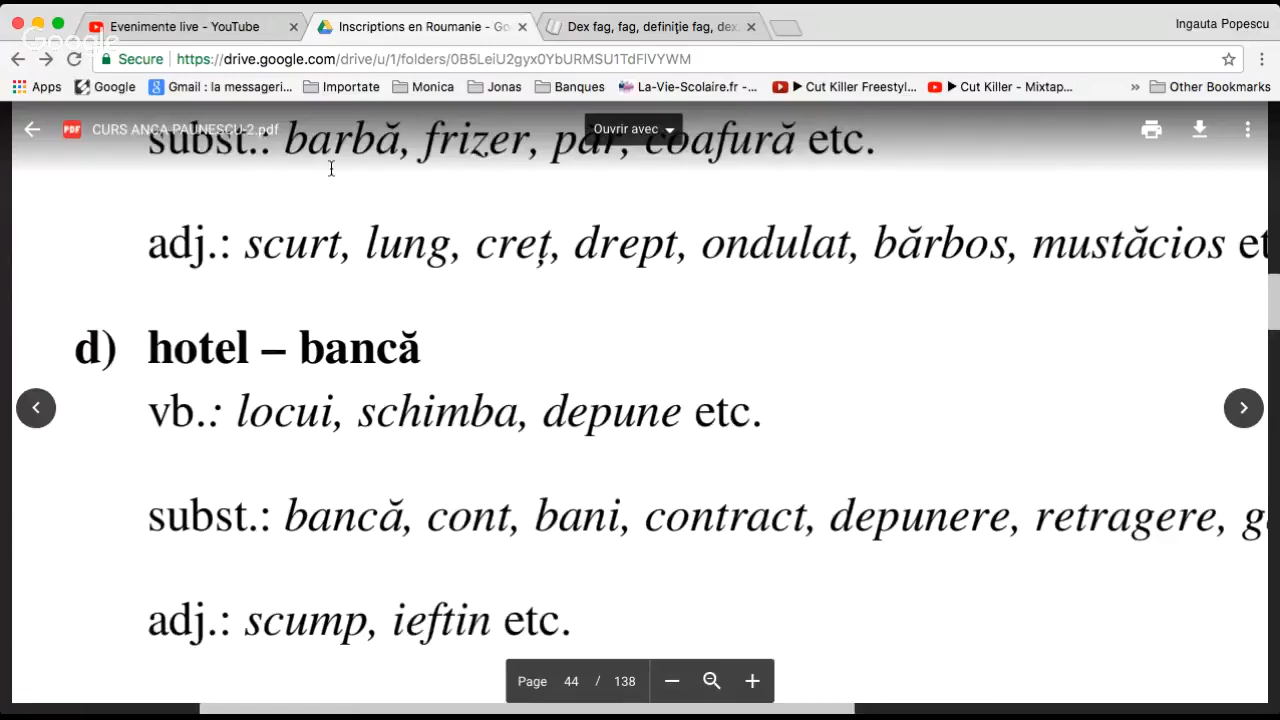 Evenimente live - YouTube
Inscriptions en Roumanie - Go
Dex fag, fag, definiție fag, dex.
Ingauta Popescu
Google
Secure
https://drive.google.com/drive/u/1/folders/0B5LeiU2gyx0YbURMSU1TdFlVYWM
Apps Google Gmail : la messageri... Importate Monica Jonas Banques La-Vie-Scolaire.fr -... Cut Killer Freestyl... Cut Killer - Mixtap... » Other Bookmarks
PDF CURS ANCA PAUNESCU-2.pdf
Ouvrir avec
subst.: barbă, frizer, păr, coafură etc.
adj.: scurt, lung, creț, drept, ondulat, bărbos, mustăcios et
d) hotel – bancă
vb.: locui, schimba, depune etc.
subst.: bancă, cont, bani, contract, depunere, retragere, g
adj.: scump, ieftin etc.
Page 44 / 138